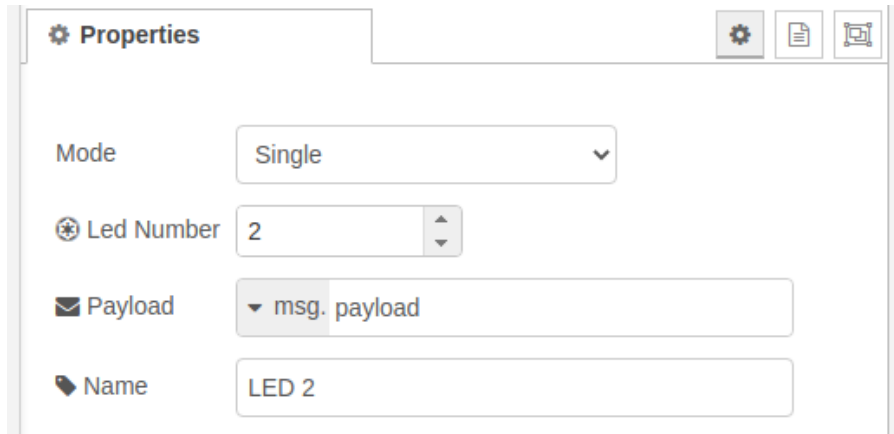 Properties
Mode Single
Led Number 2
Payload msg. payload
Name LED 2